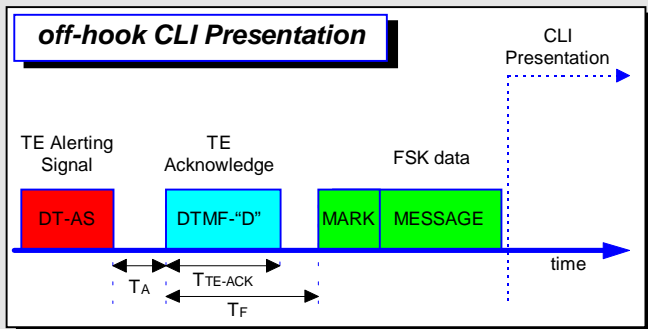 off-hook CLI Presentation
CLI
Presentation
TE Alerting
Signal
TE
Acknowledge
FSK data
DT-AS
DTMF-“D”
MARK
MESSAGE
time
TA
TTE-ACK
TF